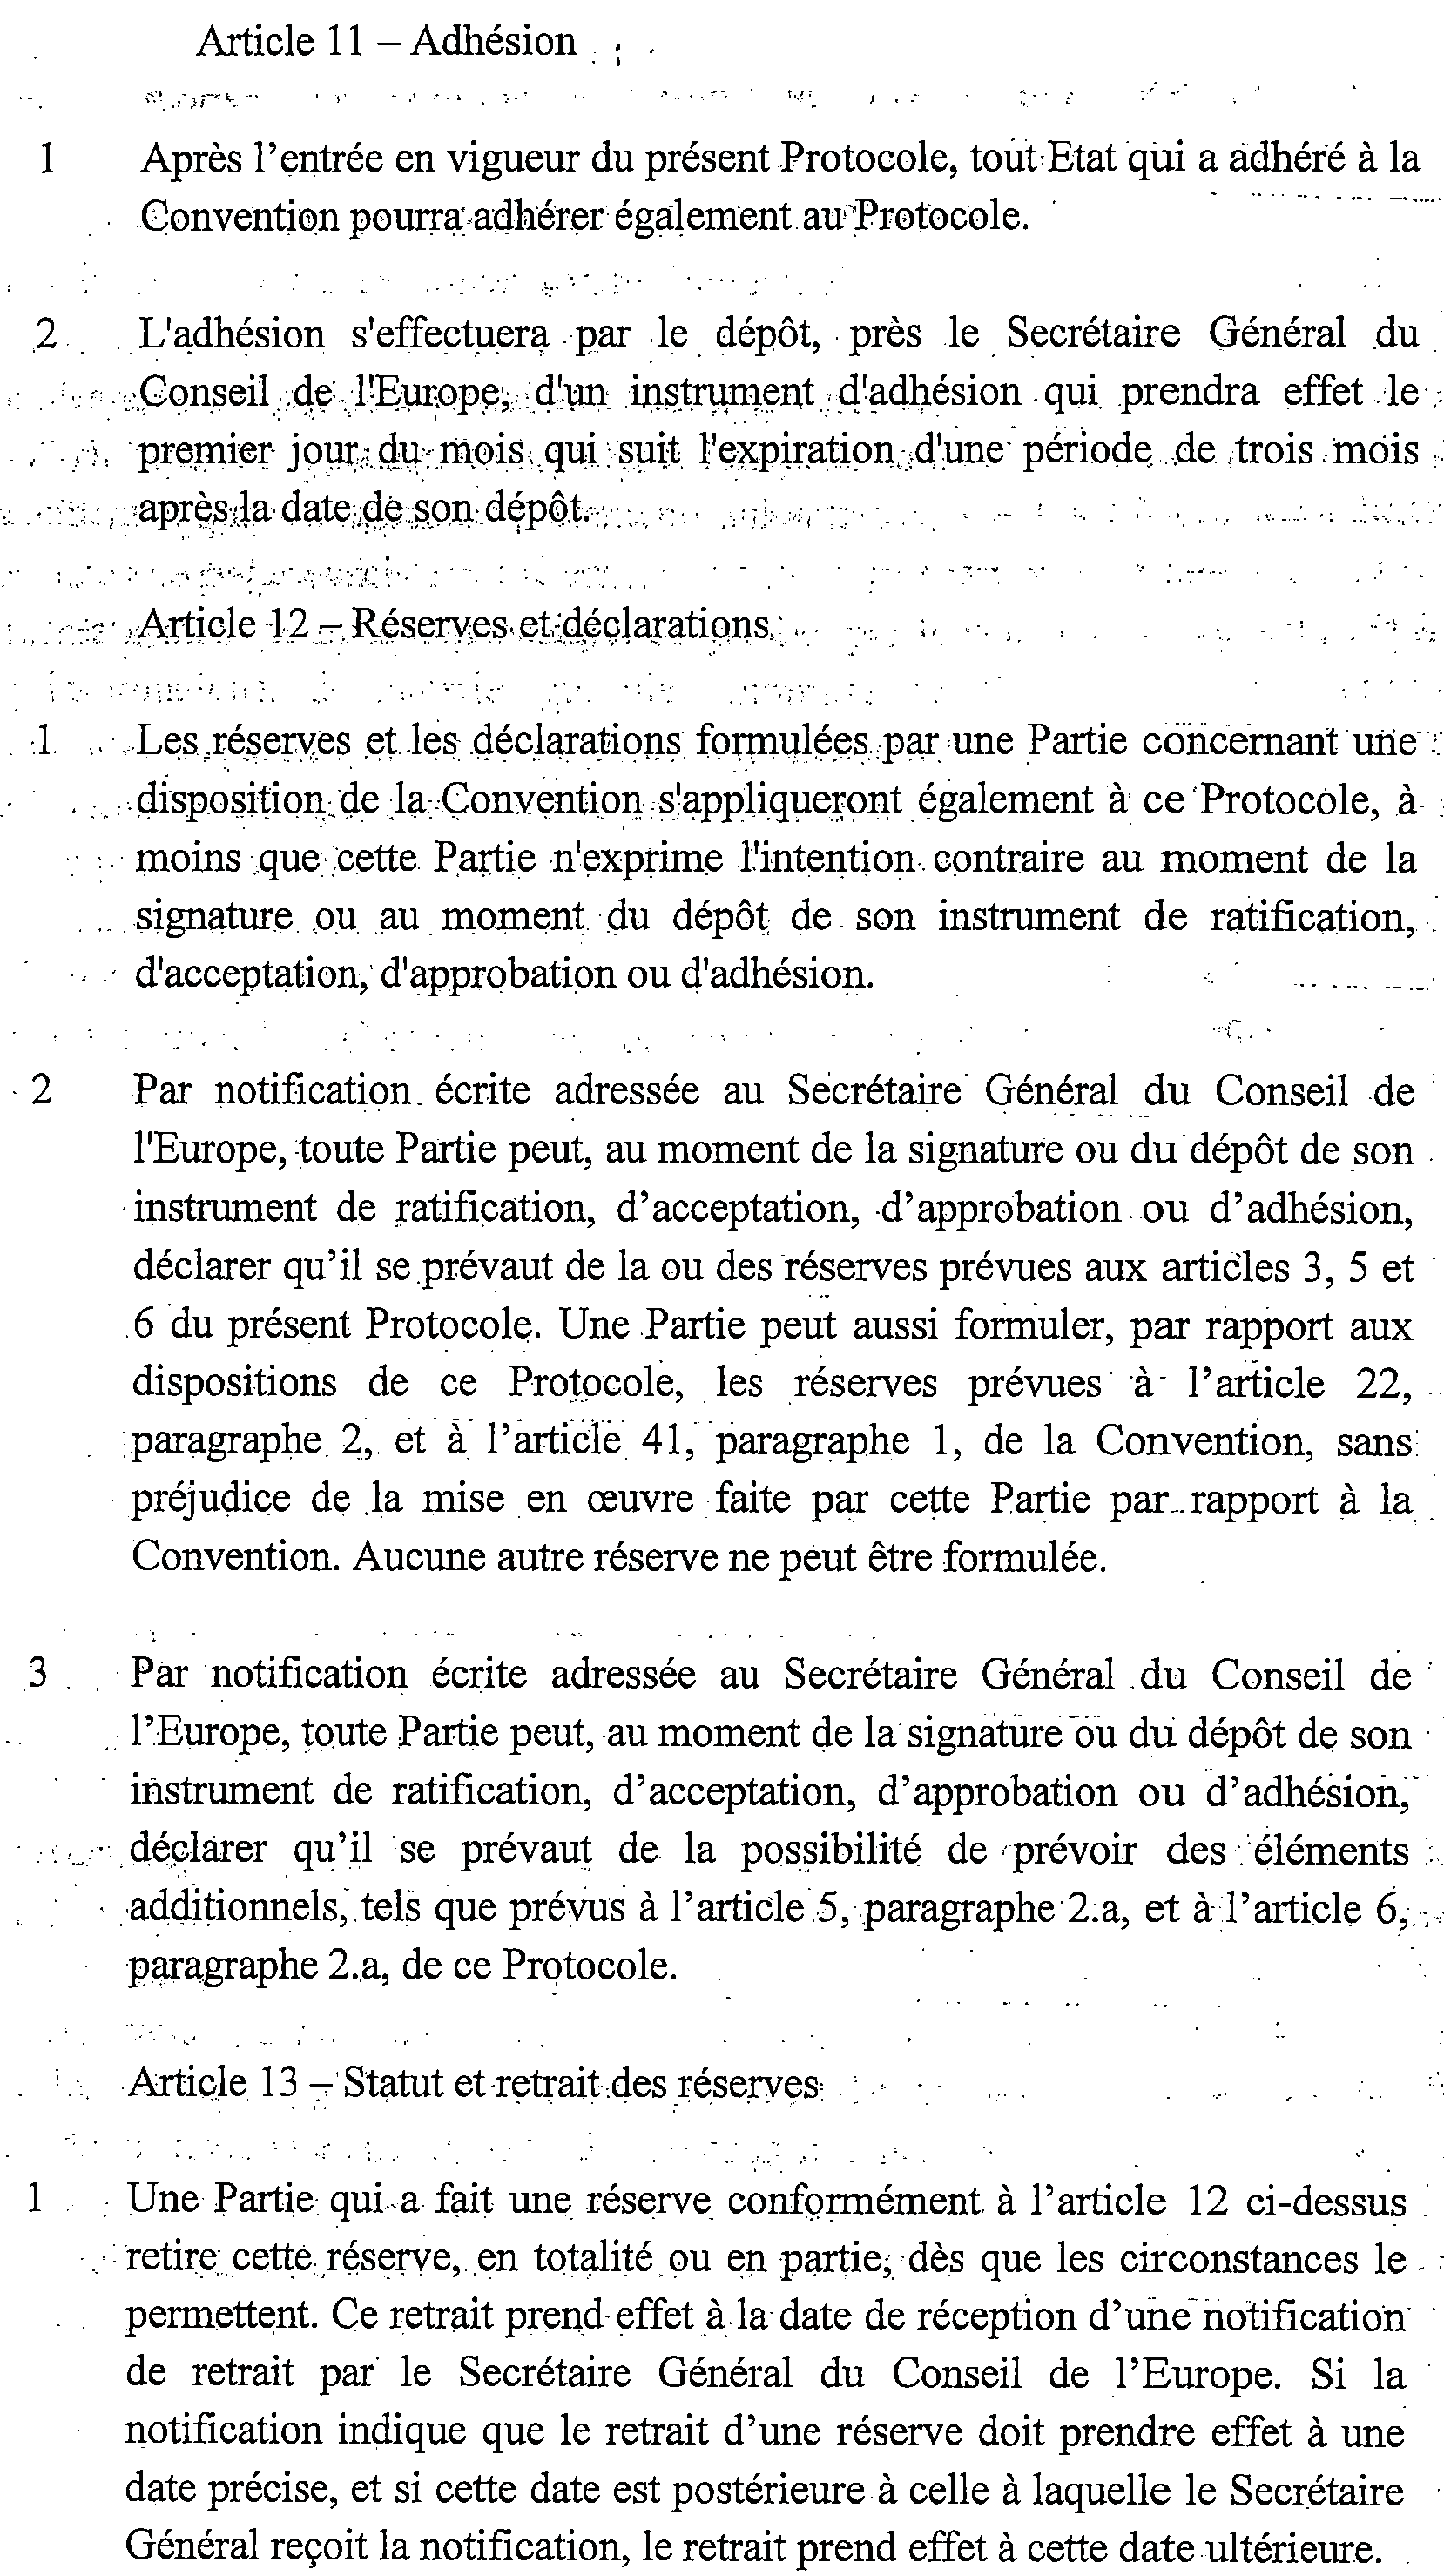 Article 11 – Adhésion
1 Après l’entrée en vigueur du présent Protocole, tout Etat qui a adhéré à la
Convention pourra adhérer également au Protocole.
2 L'adhésion s'effectuera par le dépôt, près le Secrétaire Général du
Conseil de l'Europe, d'un instrument d'adhésion qui prendra effet le
premier jour du mois qui suit l'expiration d'une période de trois mois
après la date de son dépôt.
Article 12 – Réserves et déclarations
1 Les réserves et les déclarations formulées par une Partie concernant une
disposition de la Convention s'appliqueront également à ce Protocole, à
moins que cette Partie n'exprime l'intention contraire au moment de la
signature ou au moment du dépôt de son instrument de ratification,
d'acceptation, d'approbation ou d'adhésion.
2 Par notification écrite adressée au Secrétaire Général du Conseil de
l'Europe, toute Partie peut, au moment de la signature ou du dépôt de son
instrument de ratification, d’acceptation, d’approbation ou d’adhésion,
déclarer qu’il se prévaut de la ou des réserves prévues aux articles 3, 5 et
6 du présent Protocole. Une Partie peut aussi formuler, par rapport aux
dispositions de ce Protocole, les réserves prévues à l’article 22,
paragraphe 2, et à l’article 41, paragraphe 1, de la Convention, sans
préjudice de la mise en œuvre faite par cette Partie par rapport à la
Convention. Aucune autre réserve ne peut être formulée.
3 Par notification écrite adressée au Secrétaire Général du Conseil de
l’Europe, toute Partie peut, au moment de la signature ou du dépôt de son
instrument de ratification, d’acceptation, d’approbation ou d’adhésion,
déclarer qu’il se prévaut de la possibilité de prévoir des éléments
additionnels, tels que prévus à l’article 5, paragraphe 2.a, et à l’article 6,
paragraphe 2.a, de ce Protocole.
Article 13 – Statut et retrait des réserves
1 Une Partie qui a fait une réserve conformément à l’article 12 ci-dessus
retire cette réserve, en totalité ou en partie, dès que les circonstances le
permettent. Ce retrait prend effet à la date de réception d’une notification
de retrait par le Secrétaire Général du Conseil de l’Europe. Si la
notification indique que le retrait d’une réserve doit prendre effet à une
date précise, et si cette date est postérieure à celle à laquelle le Secrétaire
Général reçoit la notification, le retrait prend effet à cette date ultérieure.